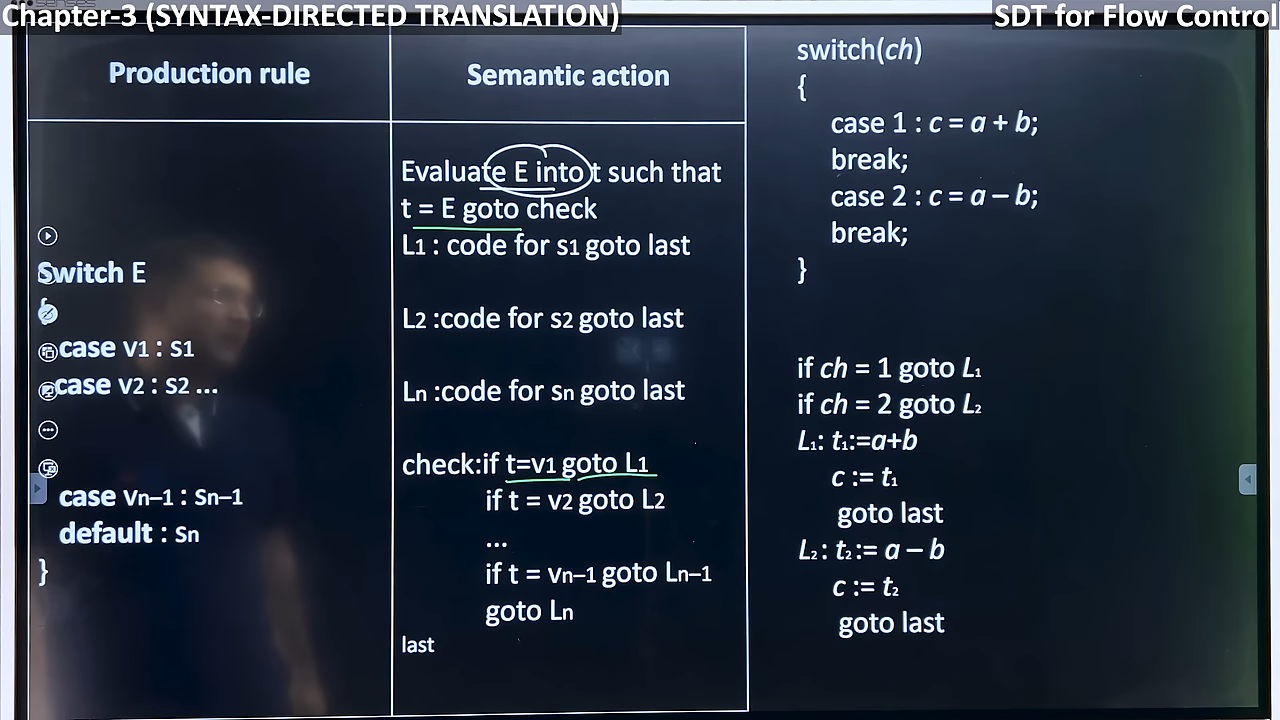 Chapter-3 (SYNTAX-DIRECTED TRANSLATION)
SDT for Flow Control
Production rule
Switch E
{
case v1 : s1
case v2 : s2 ...
case vn–1 : sn–1
default : sn
}
Semantic action
Evaluate E into t such that
t = E goto check
L1 : code for s1 goto last
L2 :code for s2 goto last
Ln :code for sn goto last
check:if t=v1 goto L1
if t = v2 goto L2
...
if t = vn–1 goto Ln–1
goto Ln
last
switch(ch)
{
case 1 : c = a + b;
break;
case 2 : c = a – b;
break;
}
if ch = 1 goto L1
if ch = 2 goto L2
L1: t1:=a+b
c := t1
goto last
L2: t2:= a – b
c := t2
goto last